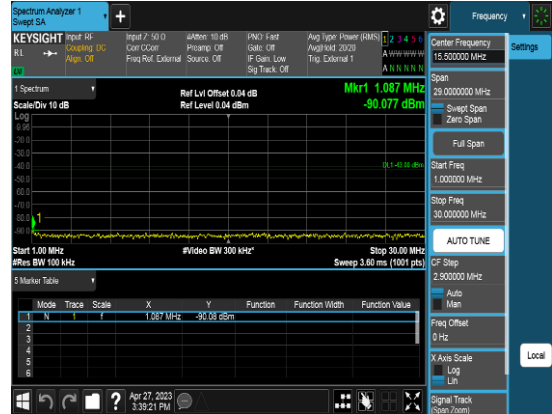 Spectrum Analyzer 1
Swept SA
Frequency
KEYSIGHT
RL
Input: RF
Coupling: DC
Align: Off
Input Z: 50 Ω
Corr CCorr
Freq Ref: External
#Atten: 10 dB
Preamp: Off
Source: Off
PNO: Fast
Gate: Off
IF Gain: Low
Sig Track: Off
Avg Type: Power (RMS)
Avg|Hold: 20/20
Trig: External 1
1 2 3 4 5 6
A W W W W W
A N N N N N
1 Spectrum
Scale/Div 10 dB
Log
Ref Lvl Offset 0.04 dB
Ref Level 0.04 dBm
Mkr1 1.087 MHz
-90.077 dBm
-9.96
-20.0
-30.0
-40.0
-50.0
-60.0
-70.0
-80.0
-90.0
1
Start 1.00 MHz
#Res BW 100 kHz
#Video BW 300 kHz*
Stop 30.00 MHz
Sweep 3.60 ms (1001 pts)
5 Marker Table
Mode Trace Scale X Y Function Function Width Function Value
1 N 1 f 1.087 MHz -90.08 dBm
2
3
4
5
6
Apr 27, 2023
3:39:21 PM
Center Frequency
15.500000 MHz
Settings
Span
29.0000000 MHz
Swept Span
Zero Span
Full Span
Start Freq
1.000000 MHz
Stop Freq
30.000000 MHz
AUTO TUNE
CF Step
2.900000 MHz
Auto
Man
Freq Offset
0 Hz
X Axis Scale
Log
Lin
Local
Signal Track
(Span Zoom)